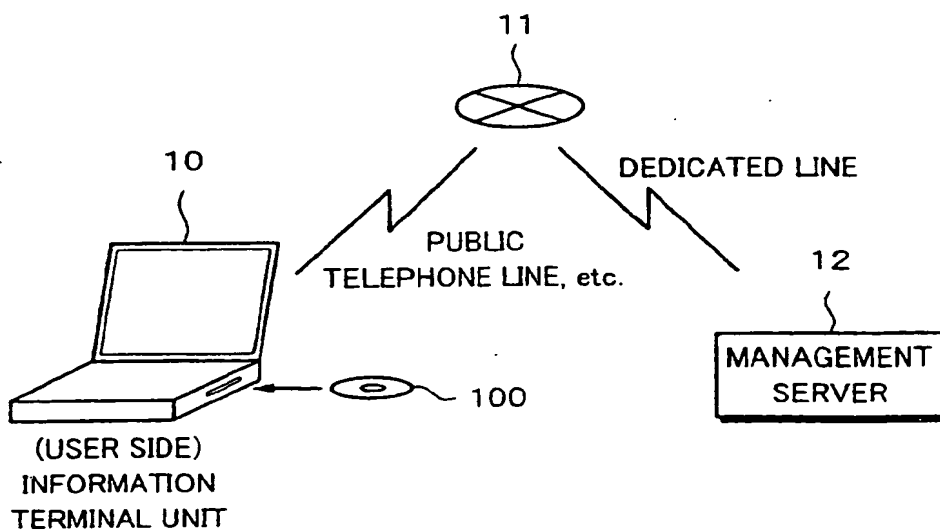 11
10
DEDICATED LINE
PUBLIC
TELEPHONE LINE, etc.
12
MANAGEMENT
SERVER
100
(USER SIDE)
INFORMATION
TERMINAL UNIT